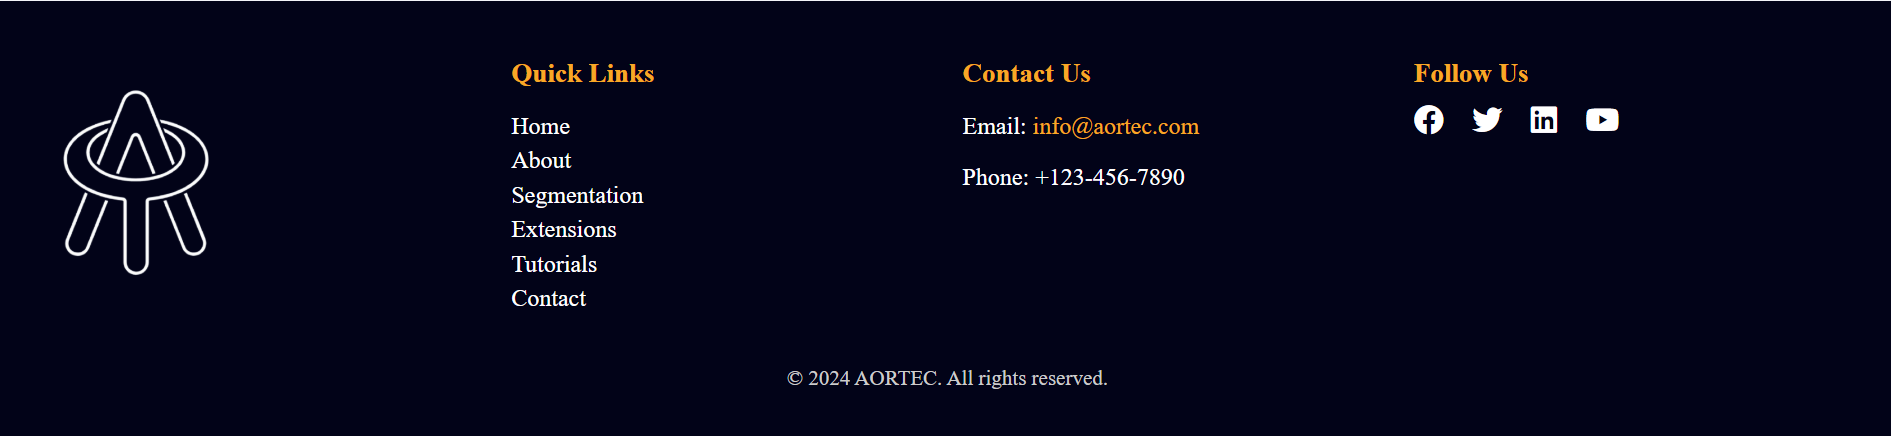 Quick Links
Home
About
Segmentation
Extensions
Tutorials
Contact
Contact Us
Email: info@aortec.com
Phone: +123-456-7890
Follow Us
© 2024 AORTEC. All rights reserved.